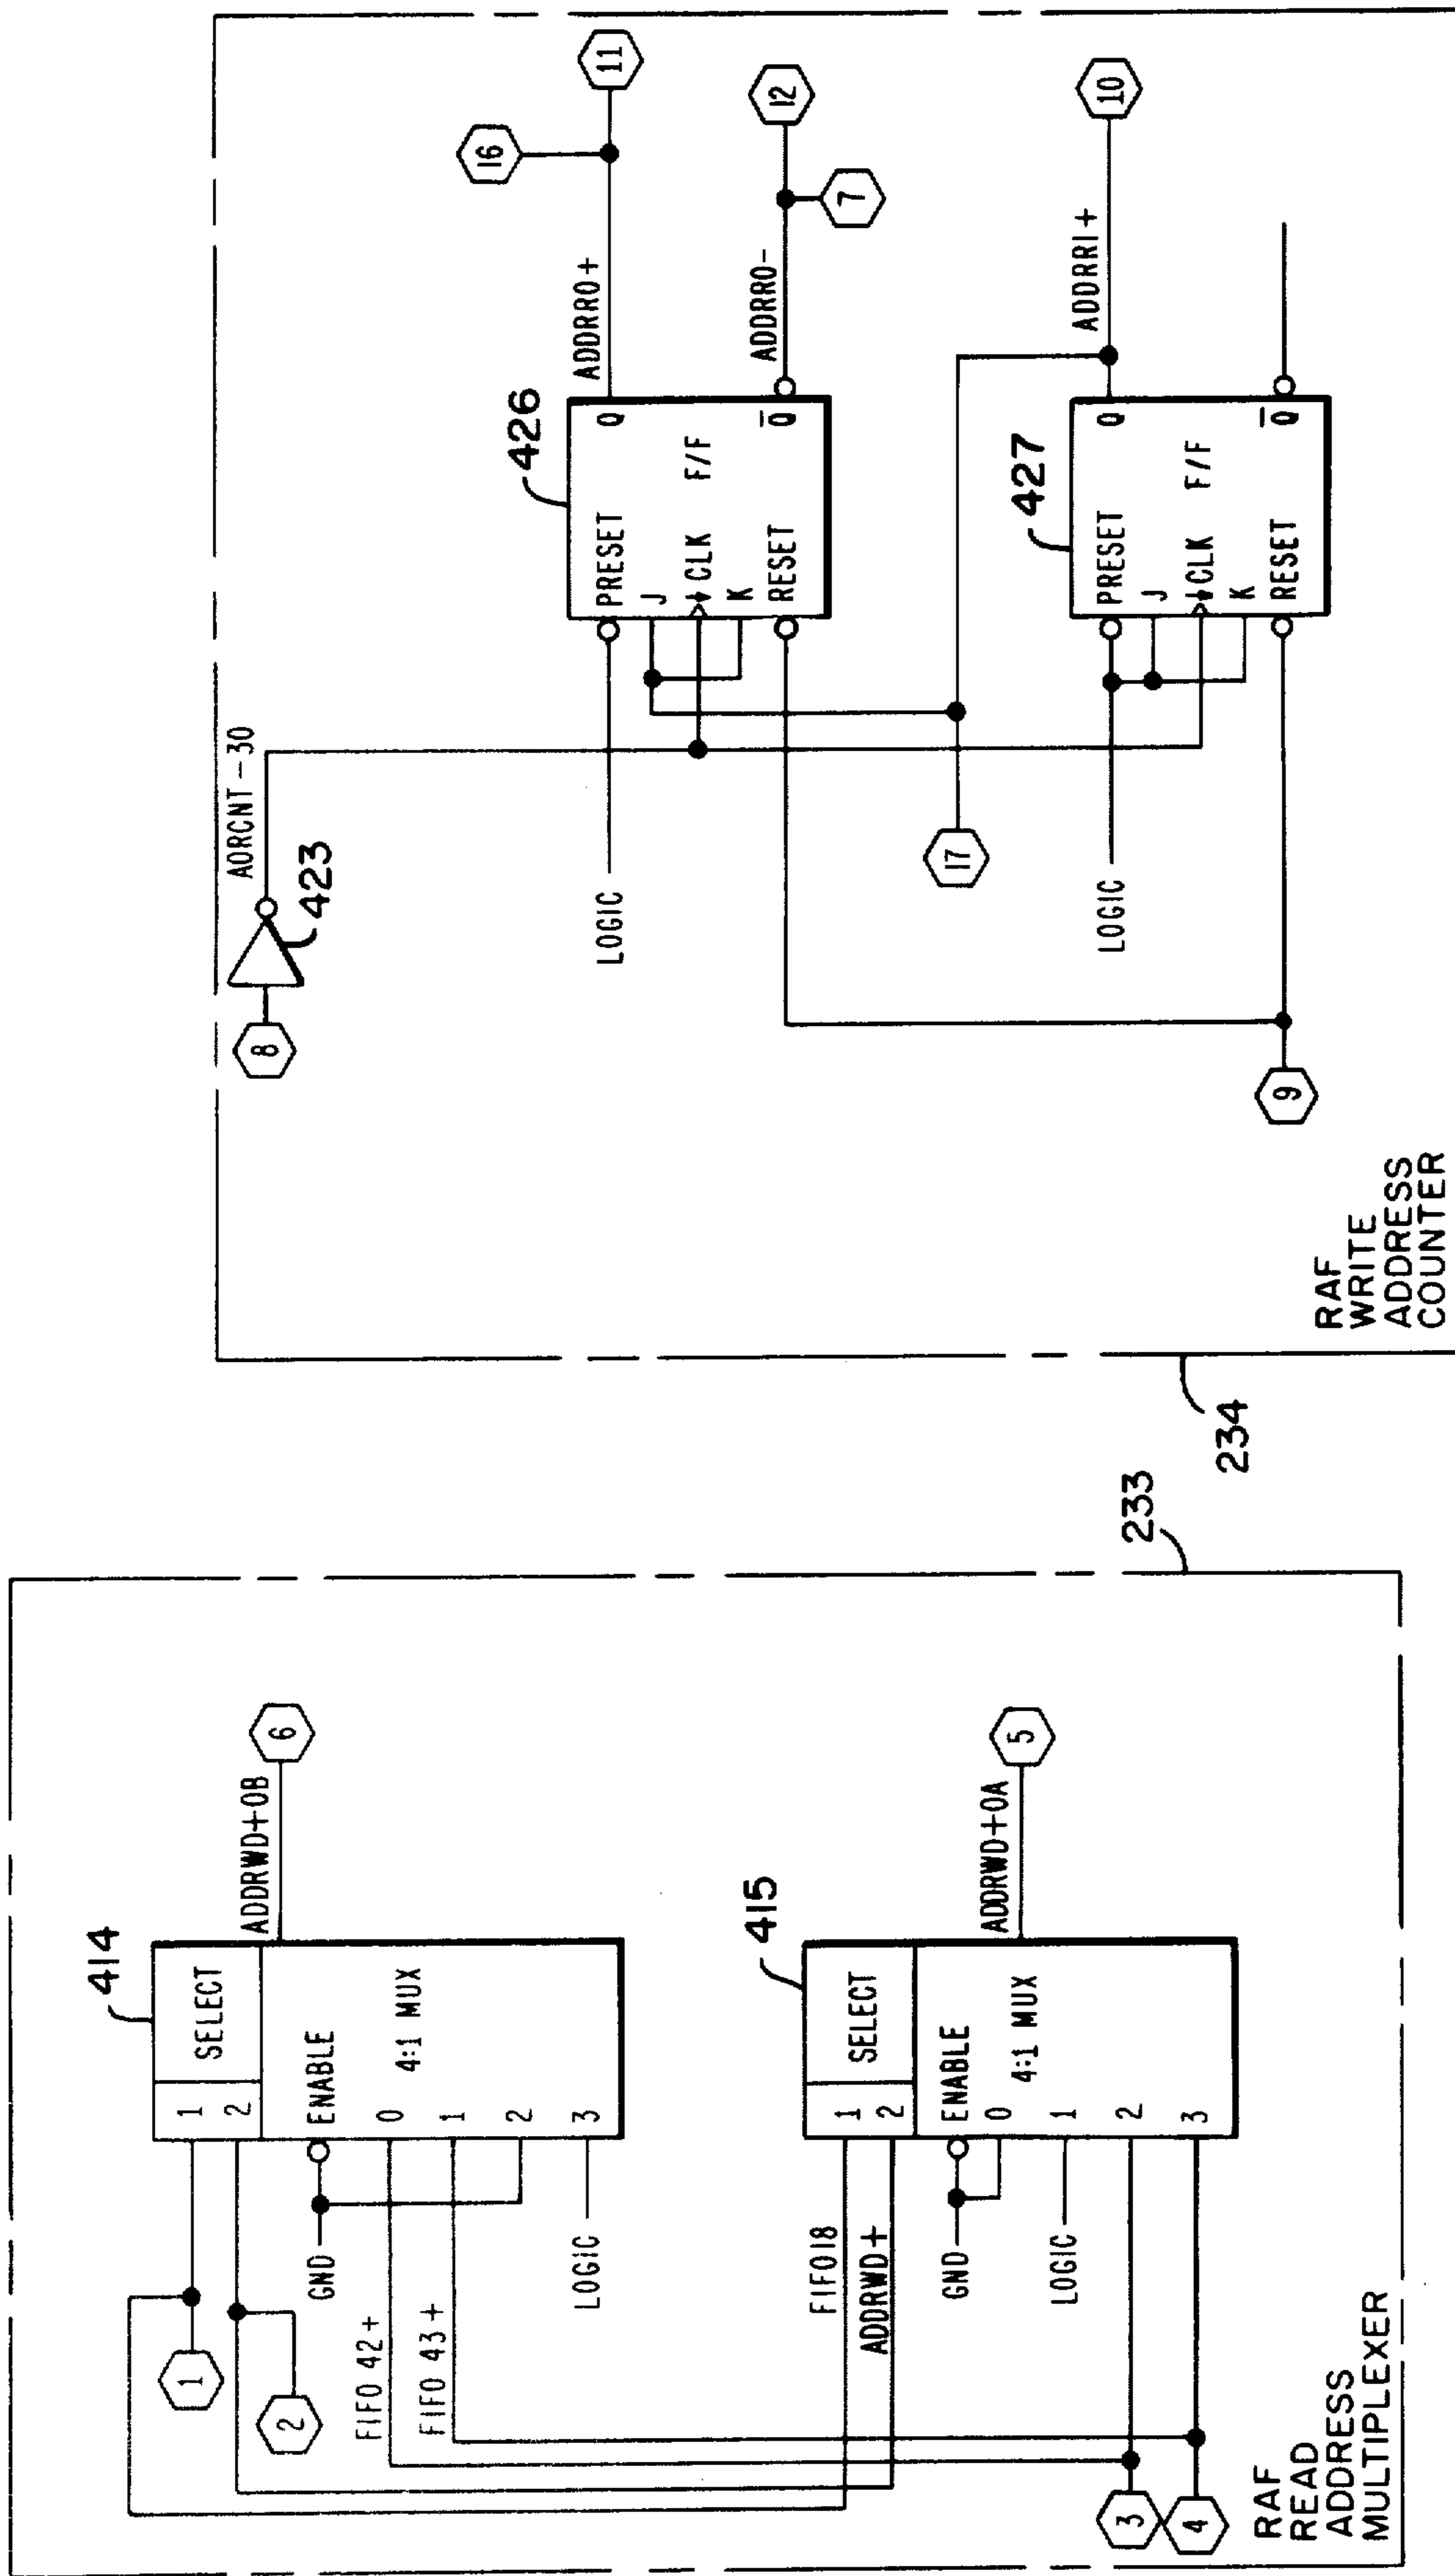 414
SELECT
1
2
ENABLE
4:1 MUX
0
1
2
3
GND
LOGIC
FIFO 42+
FIFO 43+
1
2
ADDRWD+0B
6
415
SELECT
1
2
ENABLE
4:1 MUX
0
1
2
3
FIFO18
ADDRWD+
GND
LOGIC
ADDRWD+0A
5
3
4
RAF
READ
ADDRESS
MULTIPLEXER
233
8
423
AORCNT-30
426
PRESET
J
CLK
K
RESET
F/F
Q
Q̅
LOGIC
ADDRR0+
16
11
ADDRR0-
12
7
17
427
PRESET
J
CLK
K
RESET
F/F
Q
Q̅
LOGIC
ADDRR1+
10
9
RAF
WRITE
ADDRESS
COUNTER
234